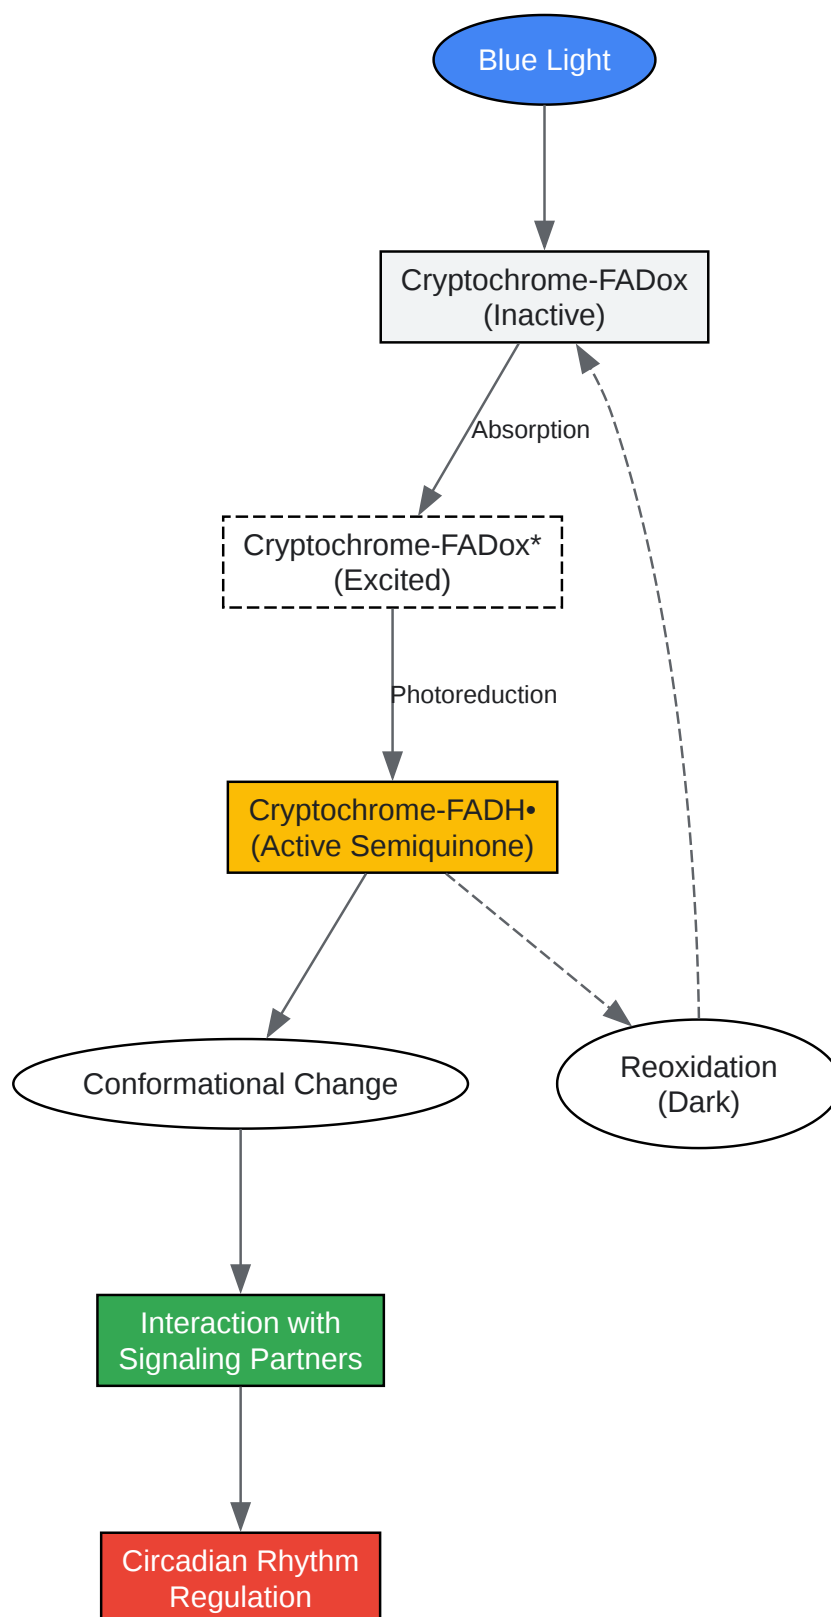 Blue Light
Cryptochrome-FADox
(Inactive)
Absorption
Cryptochrome-FADox*
(Excited)
Photoreduction
Cryptochrome-FADH•
(Active Semiquinone)
Conformational Change
Reoxidation
(Dark)
Interaction with
Signaling Partners
Circadian Rhythm
Regulation